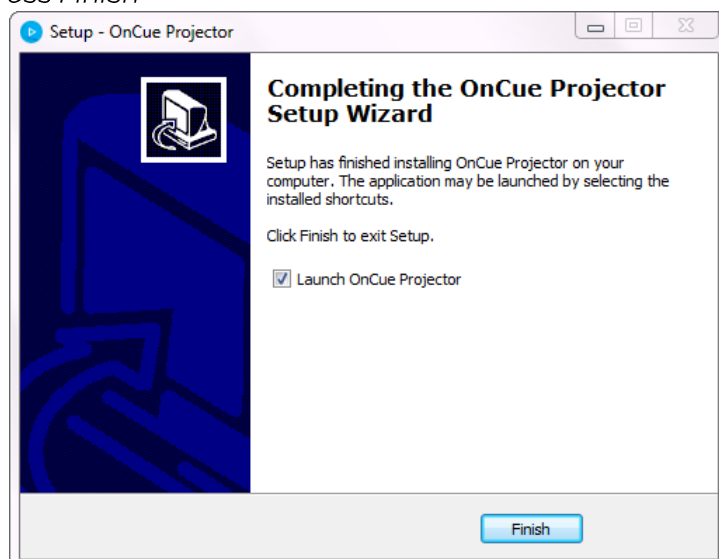 Setup - OnCue Projector
Completing the OnCue Projector
Setup Wizard
Setup has finished installing OnCue Projector on your
computer. The application may be launched by selecting the
installed shortcuts.
Click Finish to exit Setup.
Launch OnCue Projector
Finish